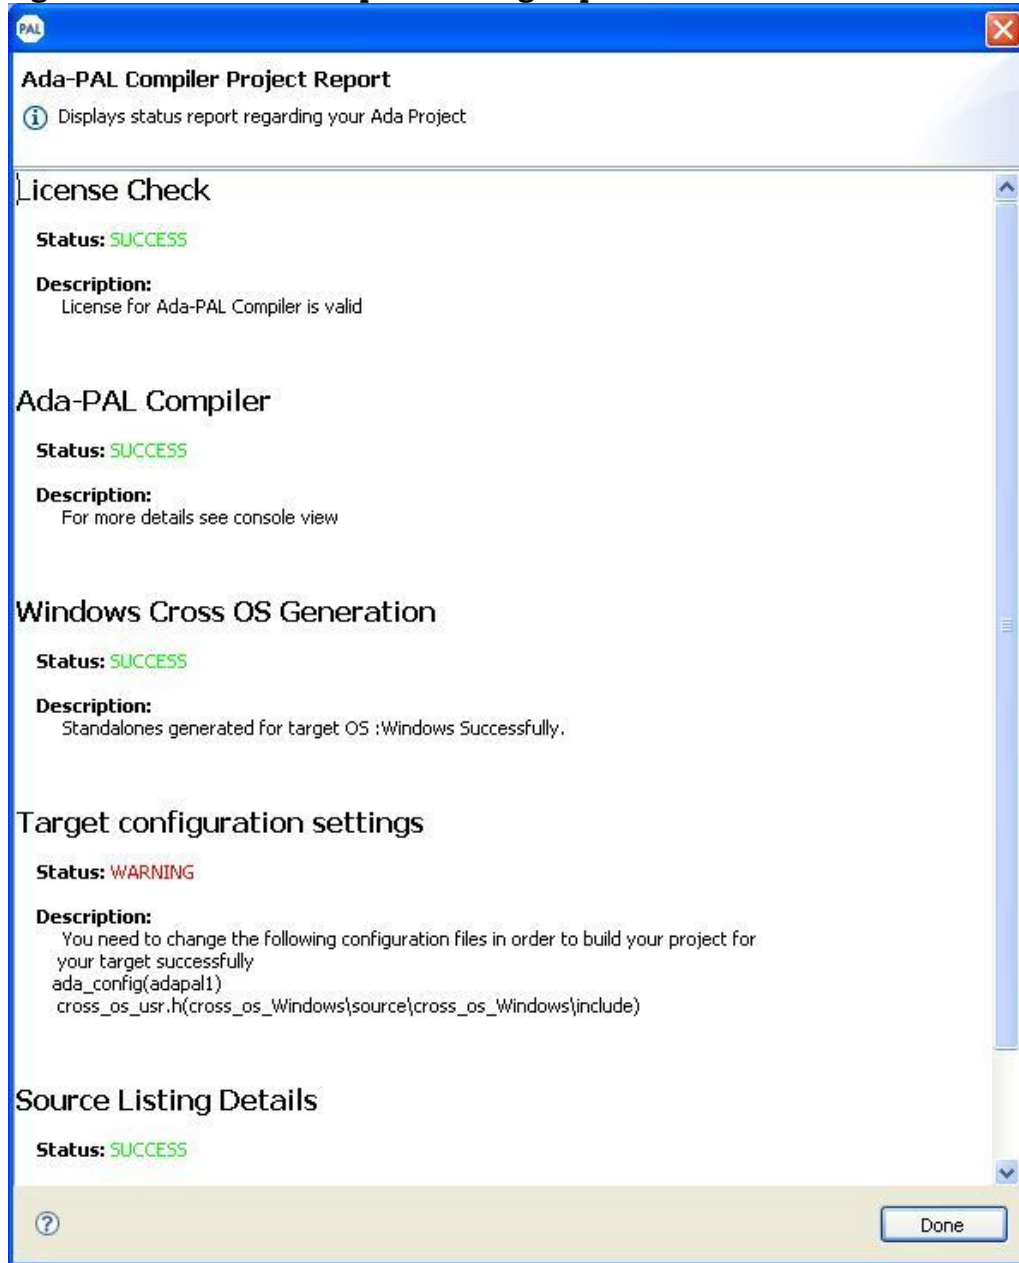 PAL
Ada-PAL Compiler Project Report
Displays status report regarding your Ada Project
License Check
Status: SUCCESS
Description:
License for Ada-PAL Compiler is valid
Ada-PAL Compiler
Status: SUCCESS
Description:
For more details see console view
Windows Cross OS Generation
Status: SUCCESS
Description:
Standalones generated for target OS :Windows Successfully.
Target configuration settings
Status: WARNING
Description:
You need to change the following configuration files in order to build your project for
your target successfully
ada_config(adapal1)
cross_os_usr.h(cross_os_Windows\source\cross_os_Windows\include)
Source Listing Details
Status: SUCCESS
Done